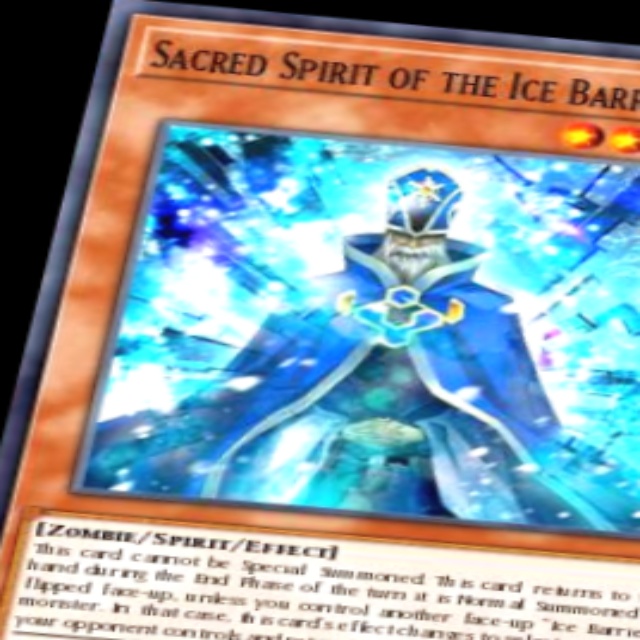 SACRED SPIRIT OF THE ICE BARR
[ZOMBIE/SPIRIT/EFFECT]
This card cannot be Special Summoned. This card returns to
hand during the End Phase of the turn it is Normal Summoned
flipped face-up, unless you control another face-up "Ice Barri
monster. In that case, this card's effect changes to
your opponent controls and